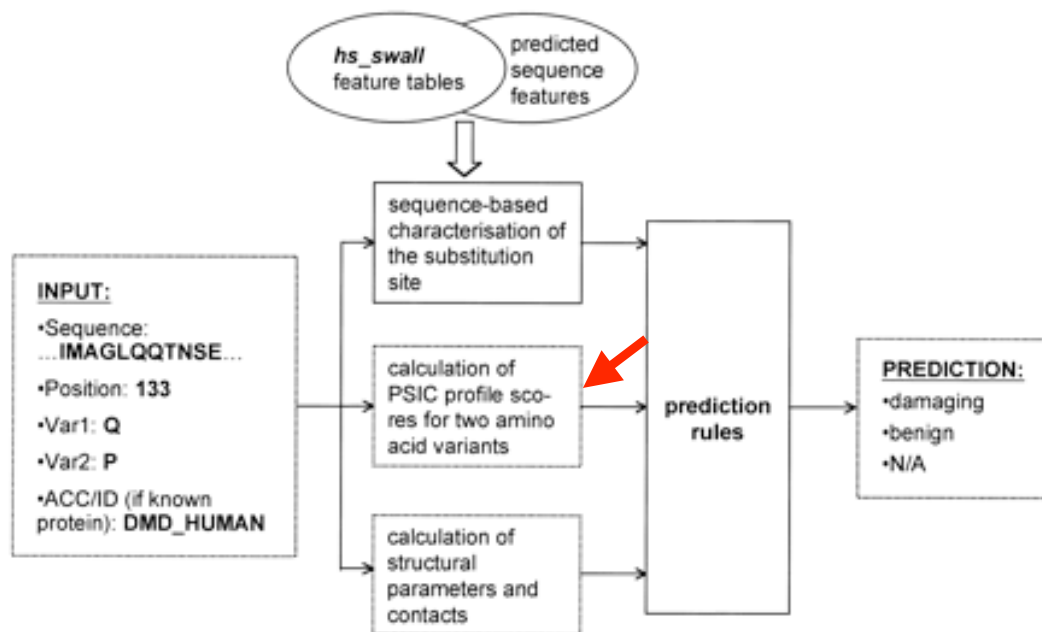 hs_swall
feature tables
predicted
sequence
features
sequence-based
characterisation of
the substitution
site
INPUT:
•Sequence:
...IMAGLQQTNSE...
•Position: 133
•Var1: Q
•Var2: P
•ACC/ID (if known
protein): DMD_HUMAN
calculation of
PSIC profile sco-
res for two amino
acid variants
calculation of
structural
parameters and
contacts
prediction
rules
PREDICTION:
•damaging
•benign
•N/A